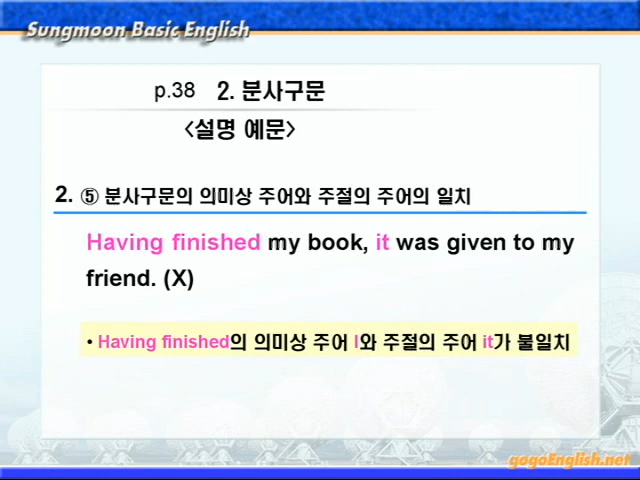 Sungmoon Basic English
p.38 2. 분사구문
<설명 예문>
2. ⑤ 분사구문의 의미상 주어와 주절의 주어의 일치
Having finished my book, it was given to my
friend. (X)
• Having finished의 의미상 주어 I와 주절의 주어 it가 불일치
gogoEnglish.net